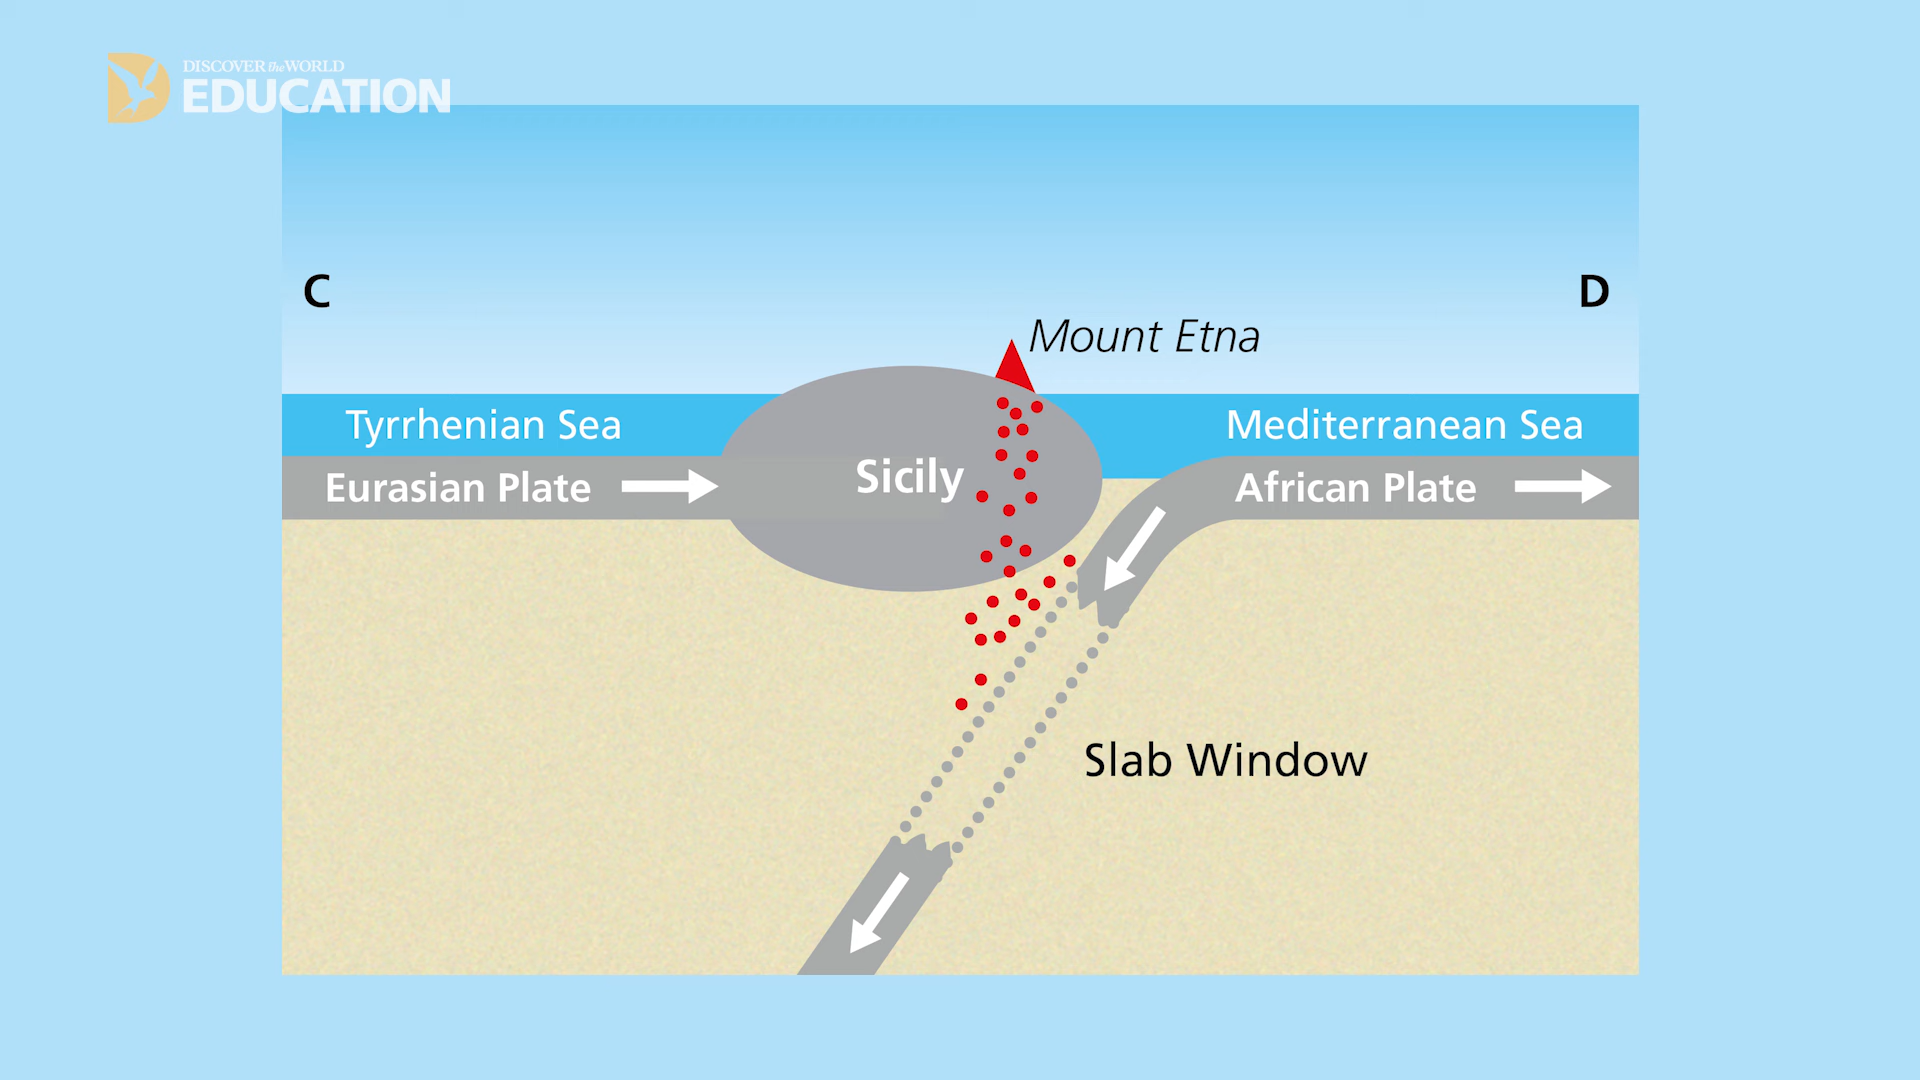 DISCOVER the WORLD
EDUCATION
C
D
Mount Etna
Tyrrhenian Sea
Mediterranean Sea
Sicily
Eurasian Plate
African Plate
Slab Window